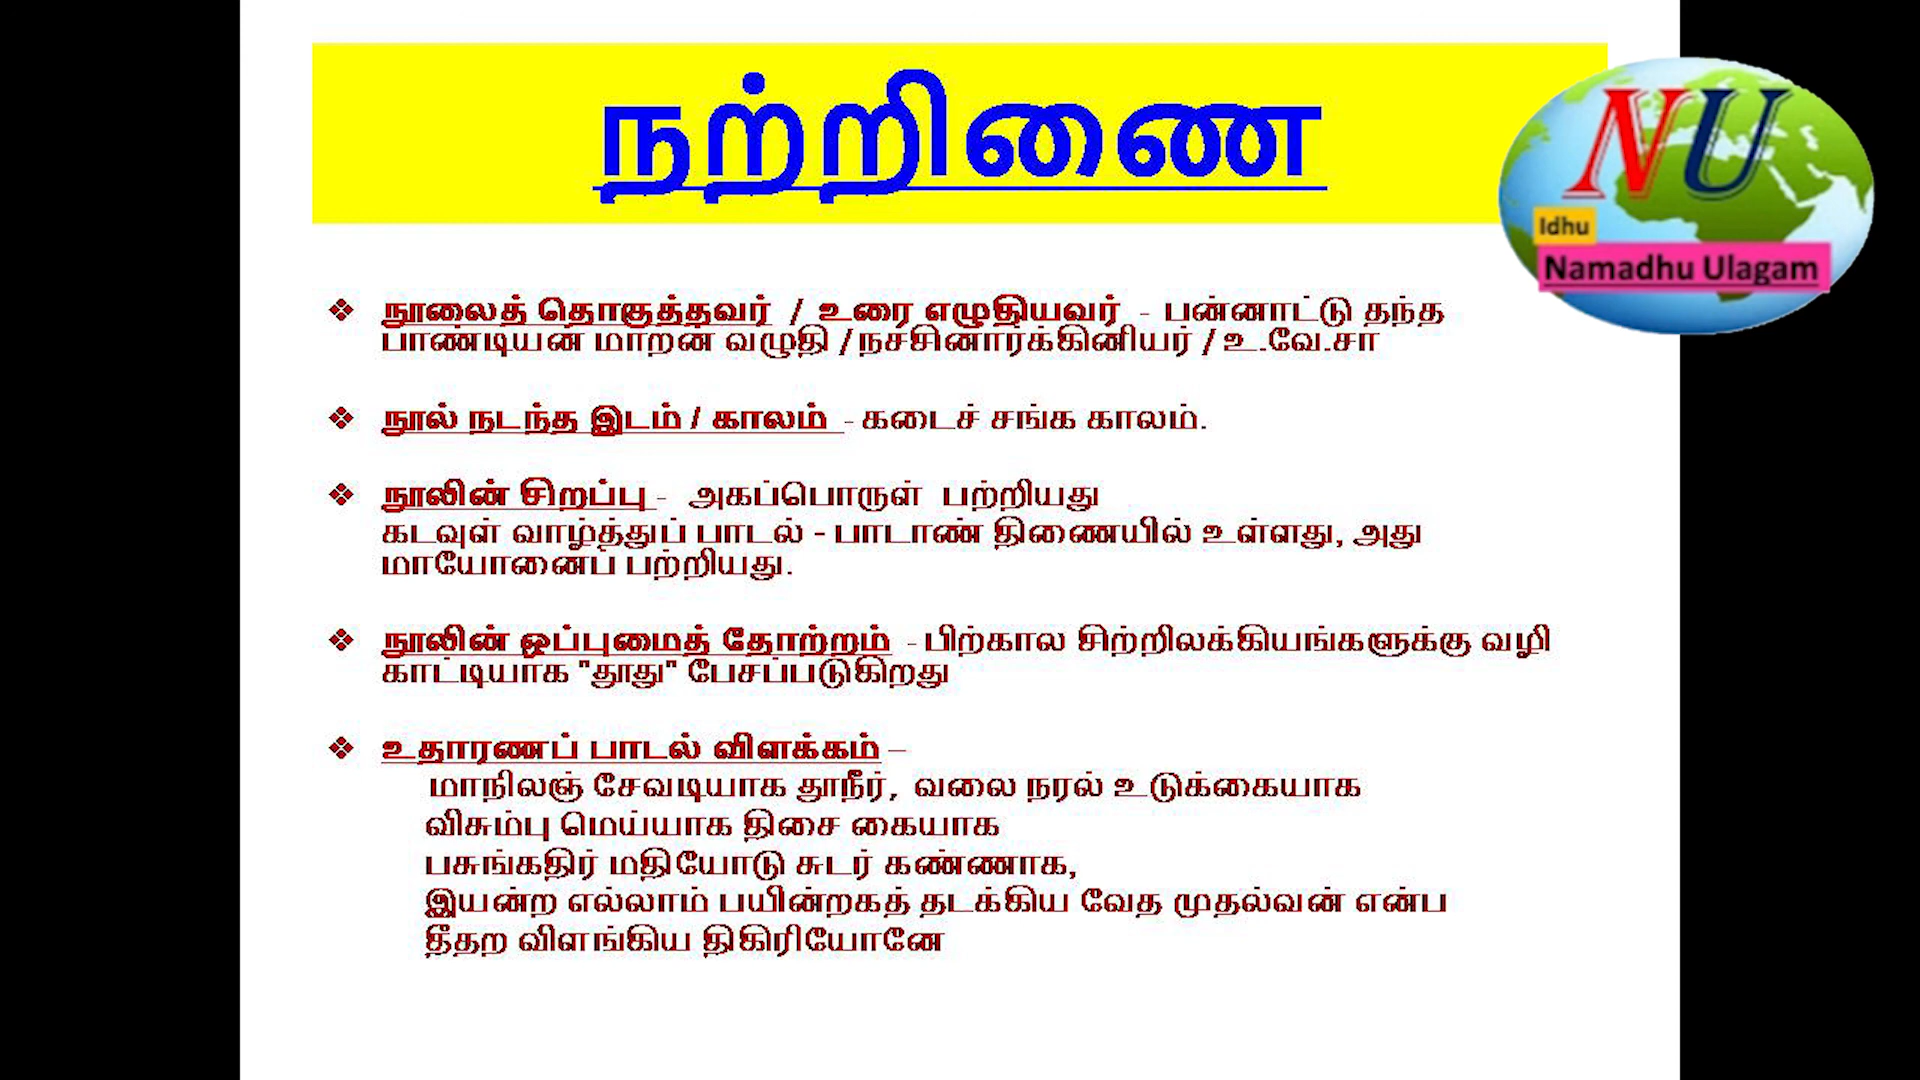 நற்றிணை
NU
Idhu
Namadhu Ulagam
❖ நூலைத் தொகுத்தவர் / உரை எழுதியவர் - பன்னாட்டு தந்த
பாண்டியன் மாறன் வழுதி / நச்சினார்க்கினியர் / உ.வே.சா
❖ நூல் நடந்த இடம் / காலம் - கடைச் சங்க காலம்.
❖ நூலின் சிறப்பு - அகப்பொருள் பற்றியது
கடவுள் வாழ்த்துப் பாடல் - பாடாண் திணையில் உள்ளது, அது
மாயோனைப் பற்றியது.
❖ நூலின் ஒப்புமைத் தோற்றம் - பிற்கால சிற்றிலக்கியங்களுக்கு வழி
காட்டியாக "தூது" பேசப்படுகிறது
❖ உதாரணப் பாடல் விளக்கம் –
மாநிலஞ் சேவடியாக தூநீர், வலை நரல் உடுக்கையாக
விசும்பு மெய்யாக திசை கையாக
பசுங்கதிர் மதியோடு சுடர் கண்ணாக,
இயன்ற எல்லாம் பயின்றகத் தடக்கிய வேத முதல்வன் என்ப
தீதற விளங்கிய திகிரியோனே